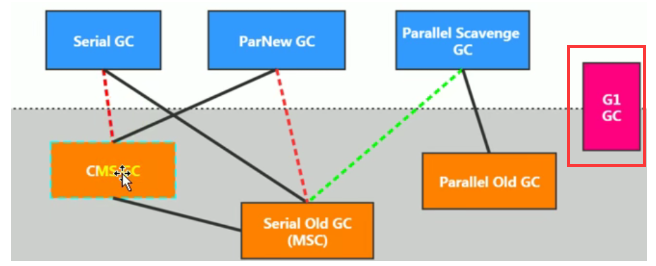 Serial GC
ParNew GC
Parallel Scavenge
GC
G1
GC
CMS GC
Parallel Old GC
Serial Old GC
(MSC)